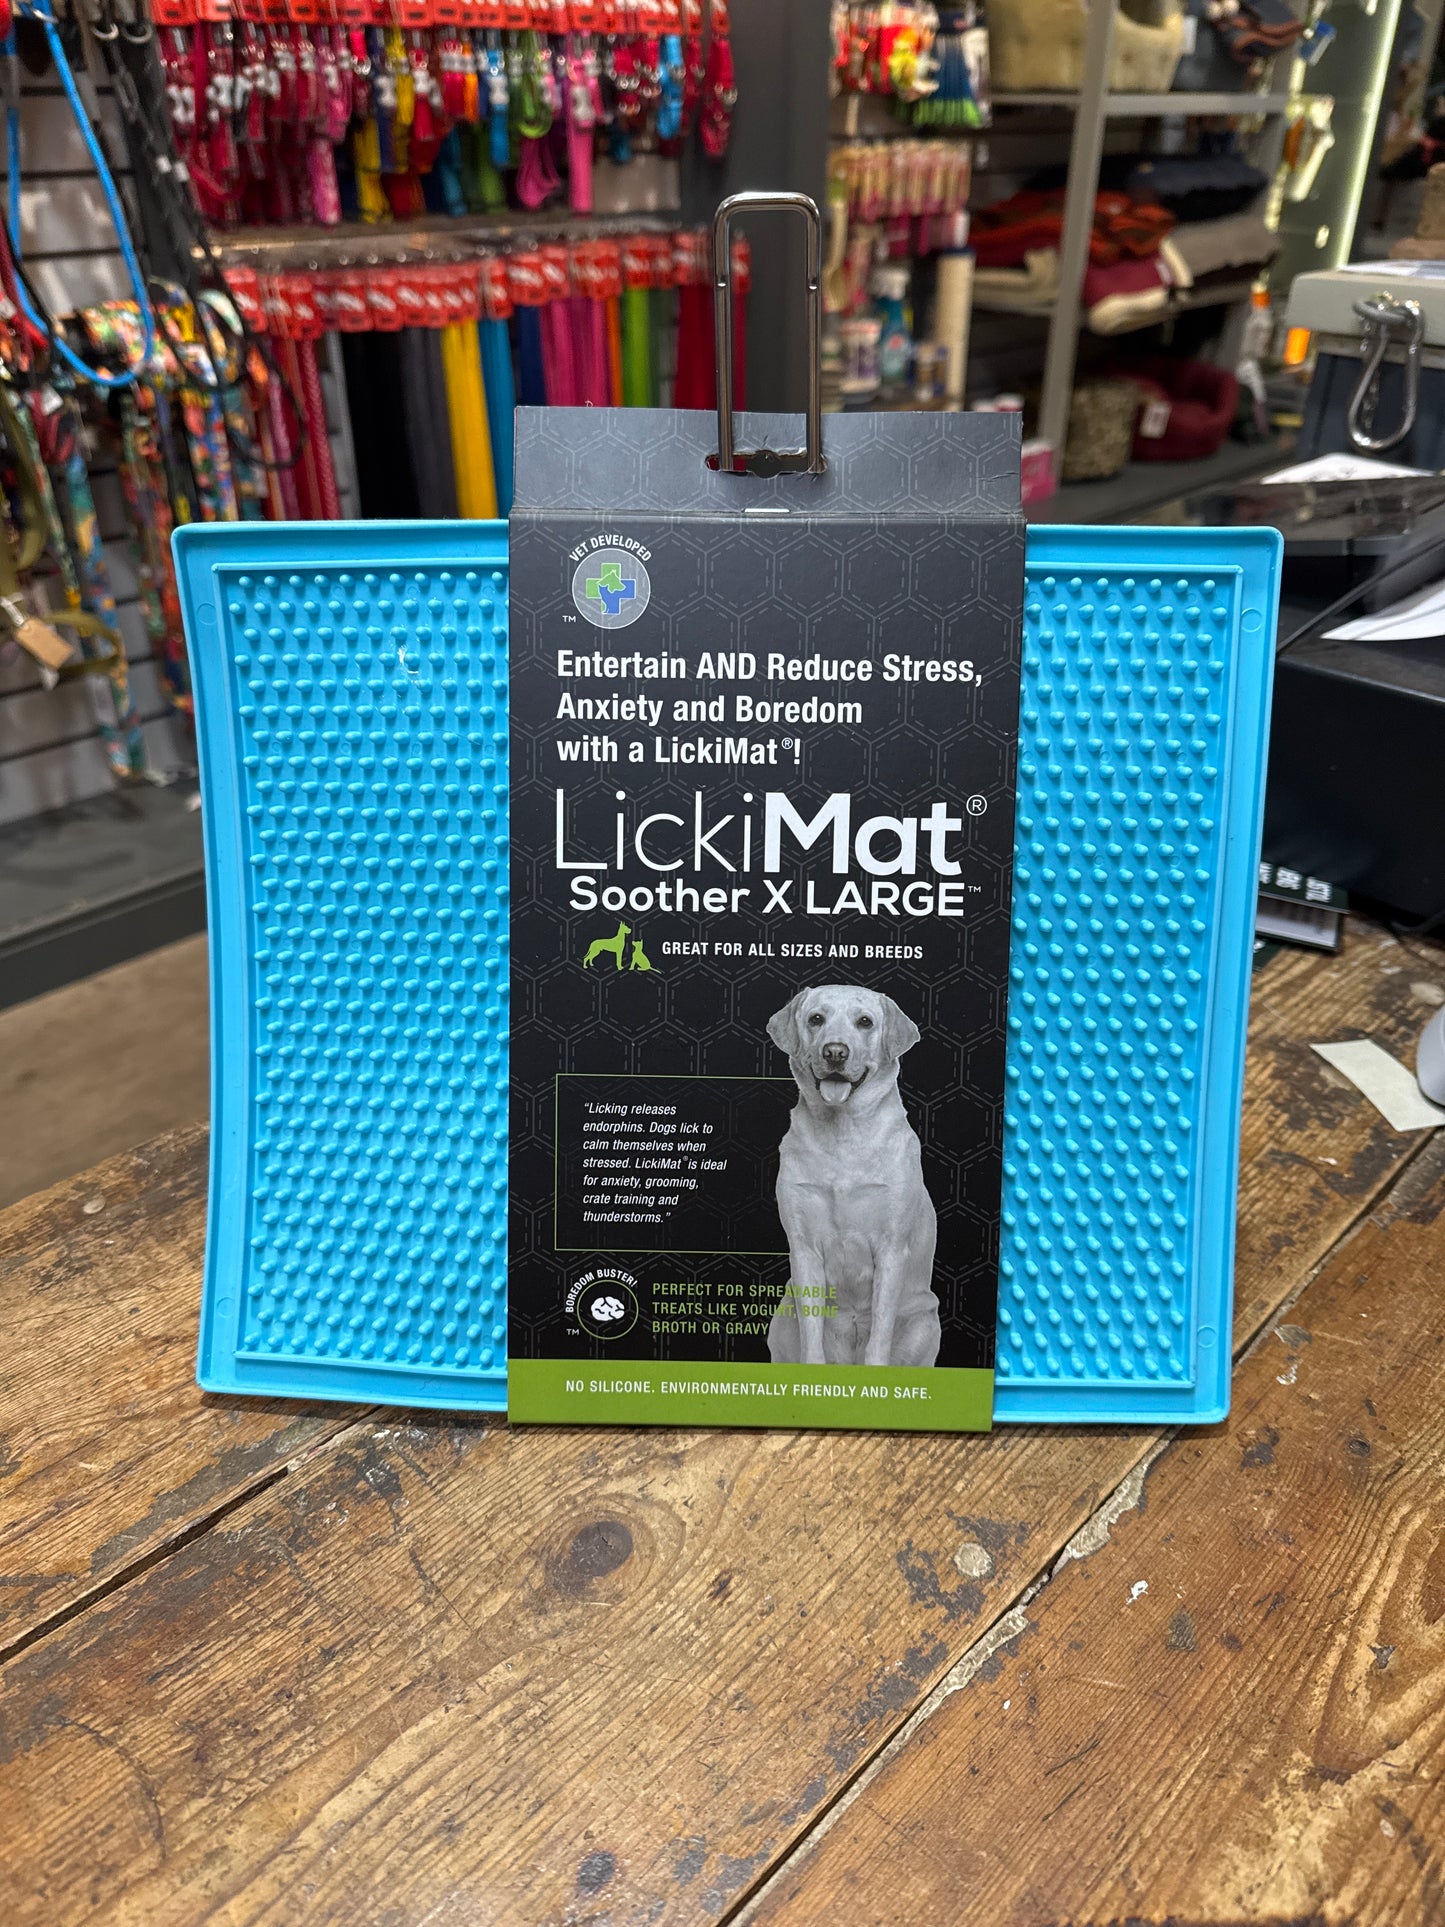 VET DEVELOPED
TM
Entertain AND Reduce Stress,
Anxiety and Boredom
with a LickiMat®!
LickiMat®
Soother X LARGE™
GREAT FOR ALL SIZES AND BREEDS
“Licking releases
endorphins. Dogs lick to
calm themselves when
stressed. LickiMat® is ideal
for anxiety, grooming,
crate training and
thunderstorms.”
BOREDOM BUSTER!
TM
PERFECT FOR SPREADABLE
TREATS LIKE YOGURT, BONE
BROTH OR GRAVY
NO SILICONE. ENVIRONMENTALLY FRIENDLY AND SAFE.